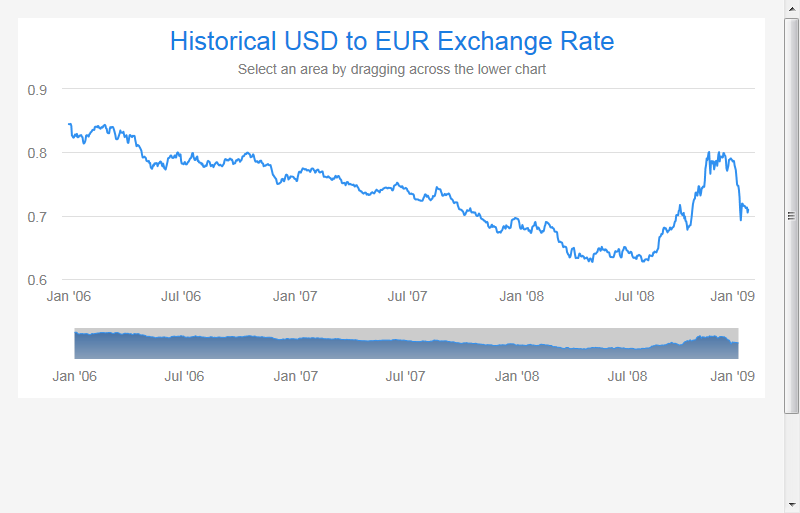 Historical USD to EUR Exchange Rate
Select an area by dragging across the lower chart
0.9
0.8
0.7
0.6
Jan '06 Jul '06 Jan '07 Jul '07 Jan '08 Jul '08 Jan '09
Jan '06 Jul '06 Jan '07 Jul '07 Jan '08 Jul '08 Jan '09